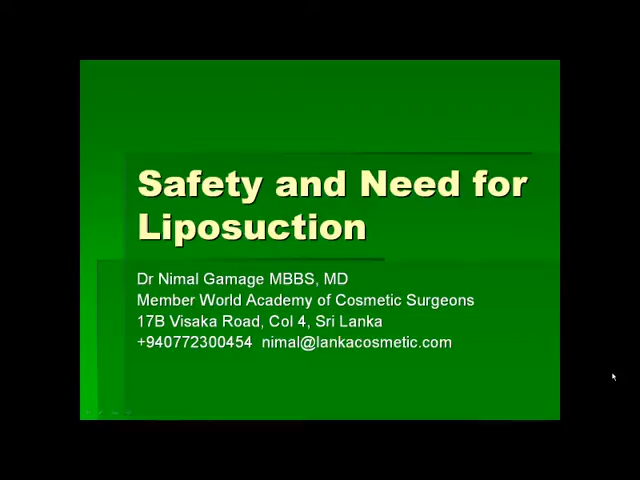 Safety and Need for
Liposuction
Dr Nimal Gamage MBBS, MD
Member World Academy of Cosmetic Surgeons
17B Visaka Road, Col 4, Sri Lanka
+940772300454  nimal@lankacosmetic.com